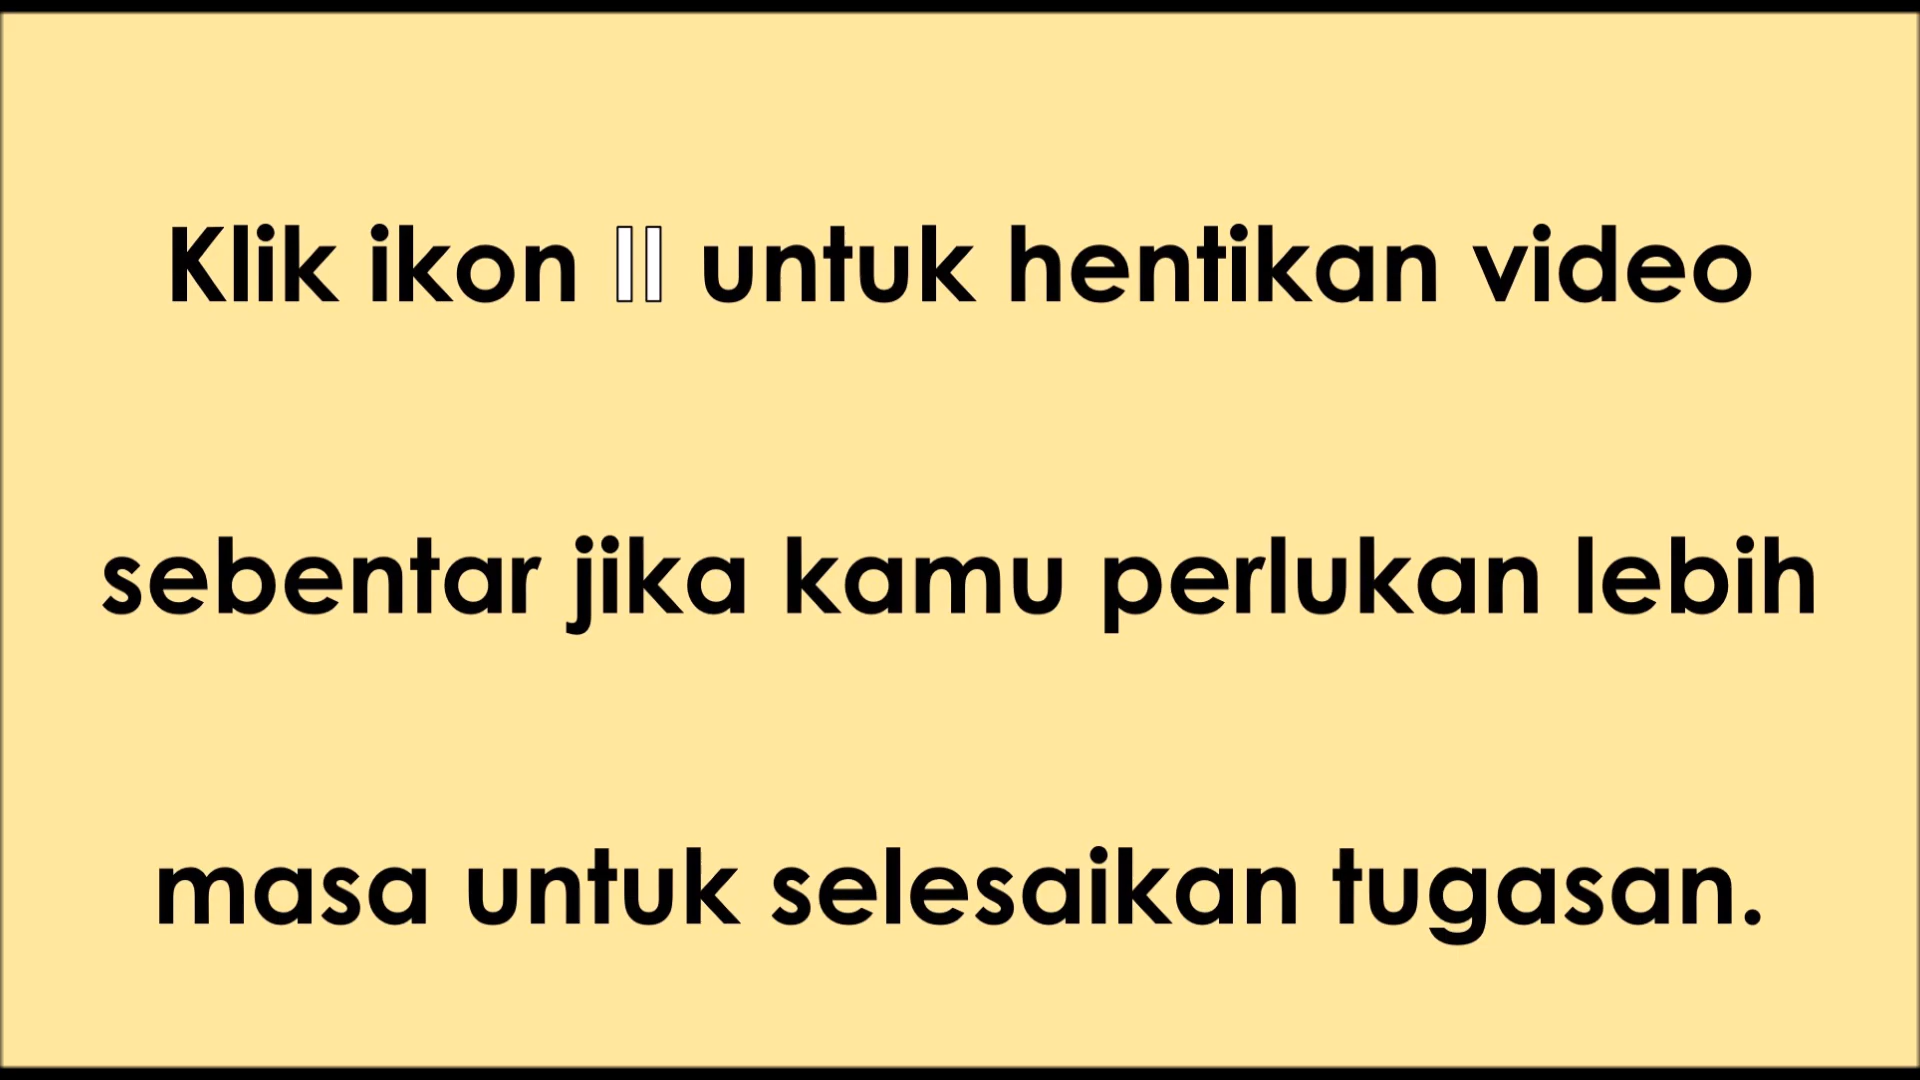 Klik ikon ⏸ untuk hentikan video
sebentar jika kamu perlukan lebih
masa untuk selesaikan tugasan.